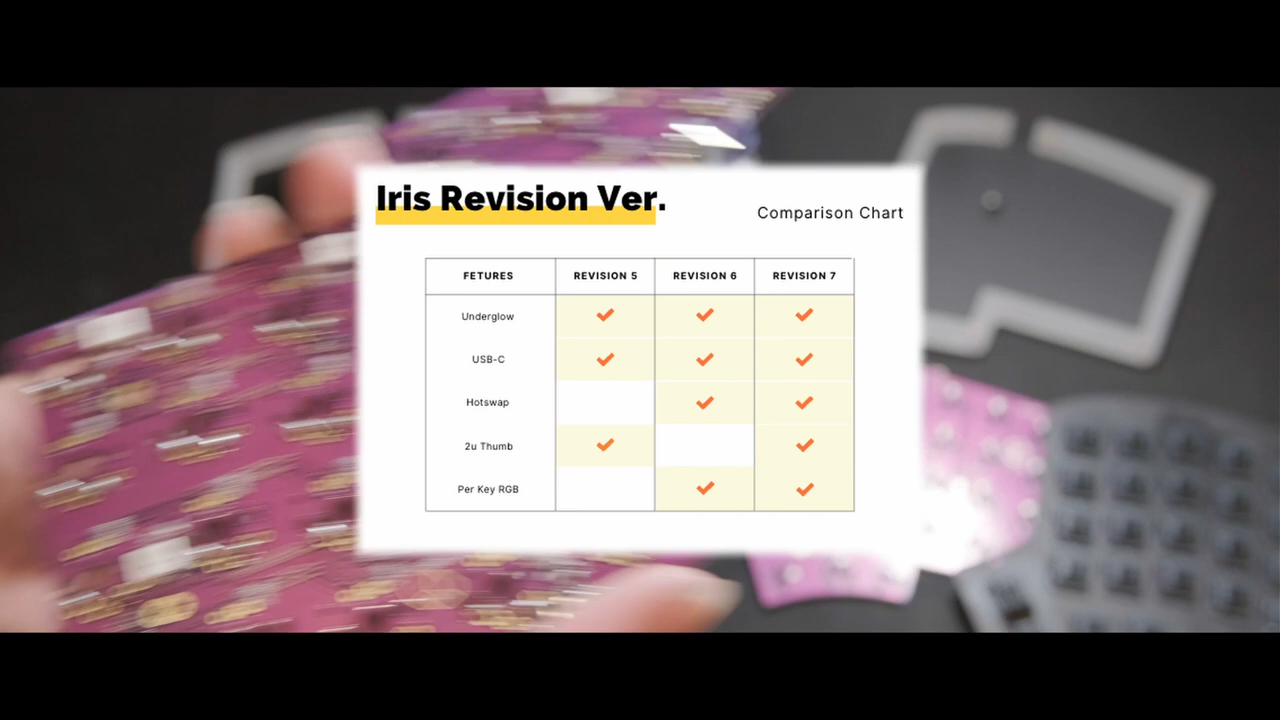 Iris Revision Ver.
Comparison Chart
FETURES REVISION 5 REVISION 6 REVISION 7
Underglow ✓ ✓ ✓
USB-C ✓ ✓ ✓
Hotswap ✓ ✓
2u Thumb ✓ ✓
Per Key RGB ✓ ✓